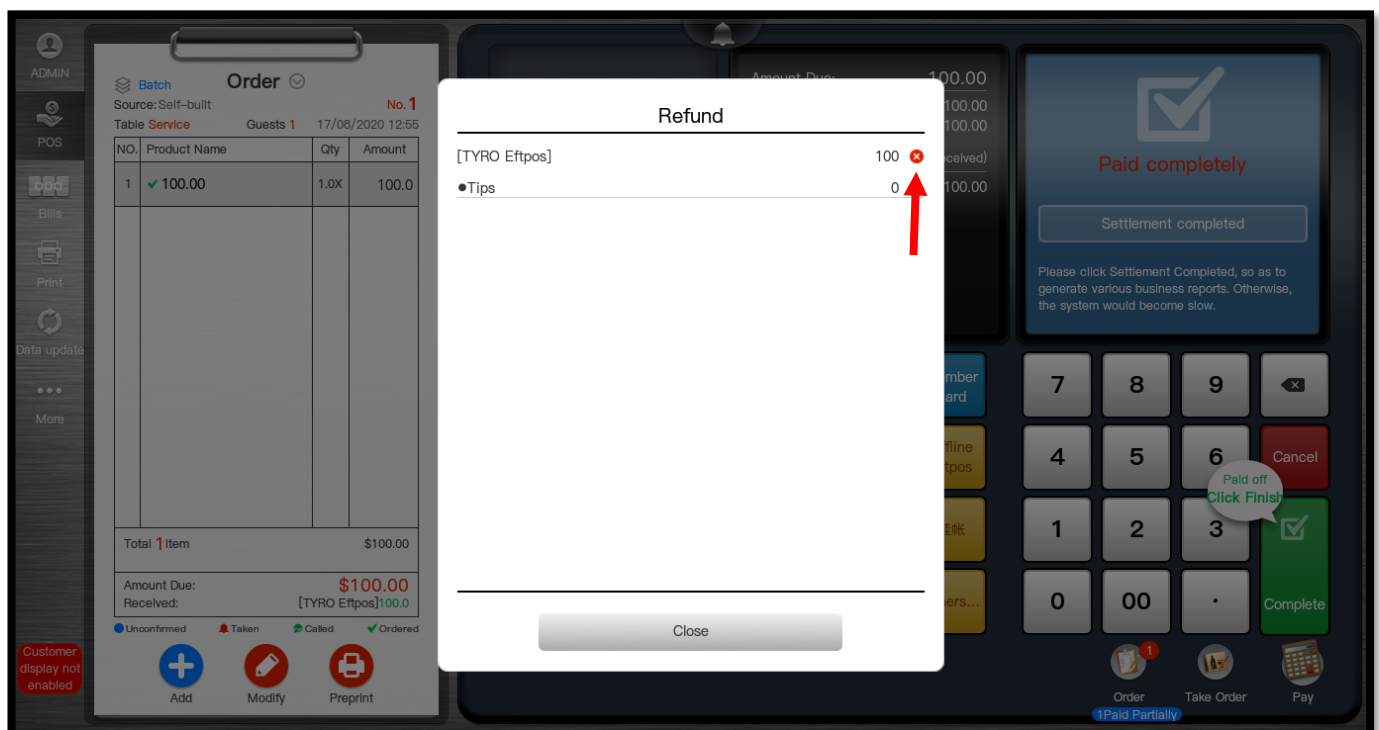 ADMIN
POS
Bills
Print
Data update
More
Customer
display not
enabled
Batch
Order
Source: Self-built
No. 1
Table Service
Guests 1
17/08/2020 12:55
NO. Product Name Qty Amount
1 100.00 1.0X 100.0
Total 1 Item $100.00
Amount Due: $100.00
Received: [TYRO Eftpos]100.0
Unconfirmed Taken Called Ordered
Add Modify Preprint
Refund
[TYRO Eftpos] 100
●Tips 0
Close
Amount Due: 100.00
100.00
100.00
100.00
Paid completely
Settlement completed
Please click Settlement Completed, so as to
generate various business reports. Otherwise,
the system would become slow.
7 8 9
4 5 6 Cancel
Paid off
Click Finish
1 2 3
0 00 · Complete
1
Order Take Order Pay
1Paid Partially